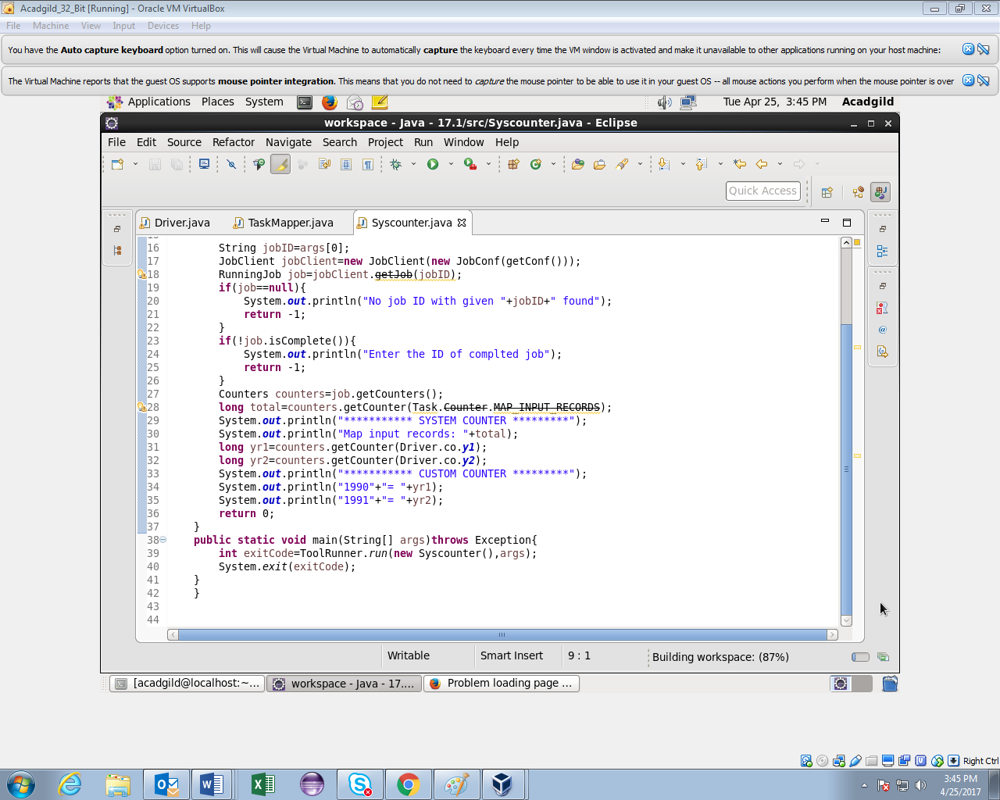 Acadgild_32_Bit [Running] - Oracle VM VirtualBox
File Machine View Input Devices Help
You have the Auto capture keyboard option turned on. This will cause the Virtual Machine to automatically capture the keyboard every time the VM window is activated and make it unavailable to other applications running on your host machine:
The Virtual Machine reports that the guest OS supports mouse pointer integration. This means that you do not need to capture the mouse pointer to be able to use it in your guest OS -- all mouse actions you perform when the mouse pointer is over
Applications Places System Tue Apr 25, 3:45 PM Acadgild
workspace - Java - 17.1/src/Syscounter.java - Eclipse
File Edit Source Refactor Navigate Search Project Run Window Help
Quick Access
Driver.java TaskMapper.java Syscounter.java
16 String jobID=args[0];
17 JobClient jobClient=new JobClient(new JobConf(getConf()));
18 RunningJob job=jobClient.getJob(jobID);
19 if(job==null){
20 System.out.println("No job ID with given "+jobID+" found");
21 return -1;
22 }
23 if(!job.isComplete()){
24 System.out.println("Enter the ID of complted job");
25 return -1;
26 }
27 Counters counters=job.getCounters();
28 long total=counters.getCounter(Task.Counter.MAP_INPUT_RECORDS);
29 System.out.println("*********** SYSTEM COUNTER *********");
30 System.out.println("Map input records: "+total);
31 long yr1=counters.getCounter(Driver.co.y1);
32 long yr2=counters.getCounter(Driver.co.y2);
33 System.out.println("*********** CUSTOM COUNTER *********");
34 System.out.println("1990"+"= "+yr1);
35 System.out.println("1991"+"= "+yr2);
36 return 0;
37 }
38 public static void main(String[] args)throws Exception{
39 int exitCode=ToolRunner.run(new Syscounter(),args);
40 System.exit(exitCode);
41 }
42 }
43
44
Writable Smart Insert 9 : 1 Building workspace: (87%)
[acadgild@localhost:~... workspace - Java - 17.... Problem loading page ...
Right Ctrl
3:45 PM
4/25/2017